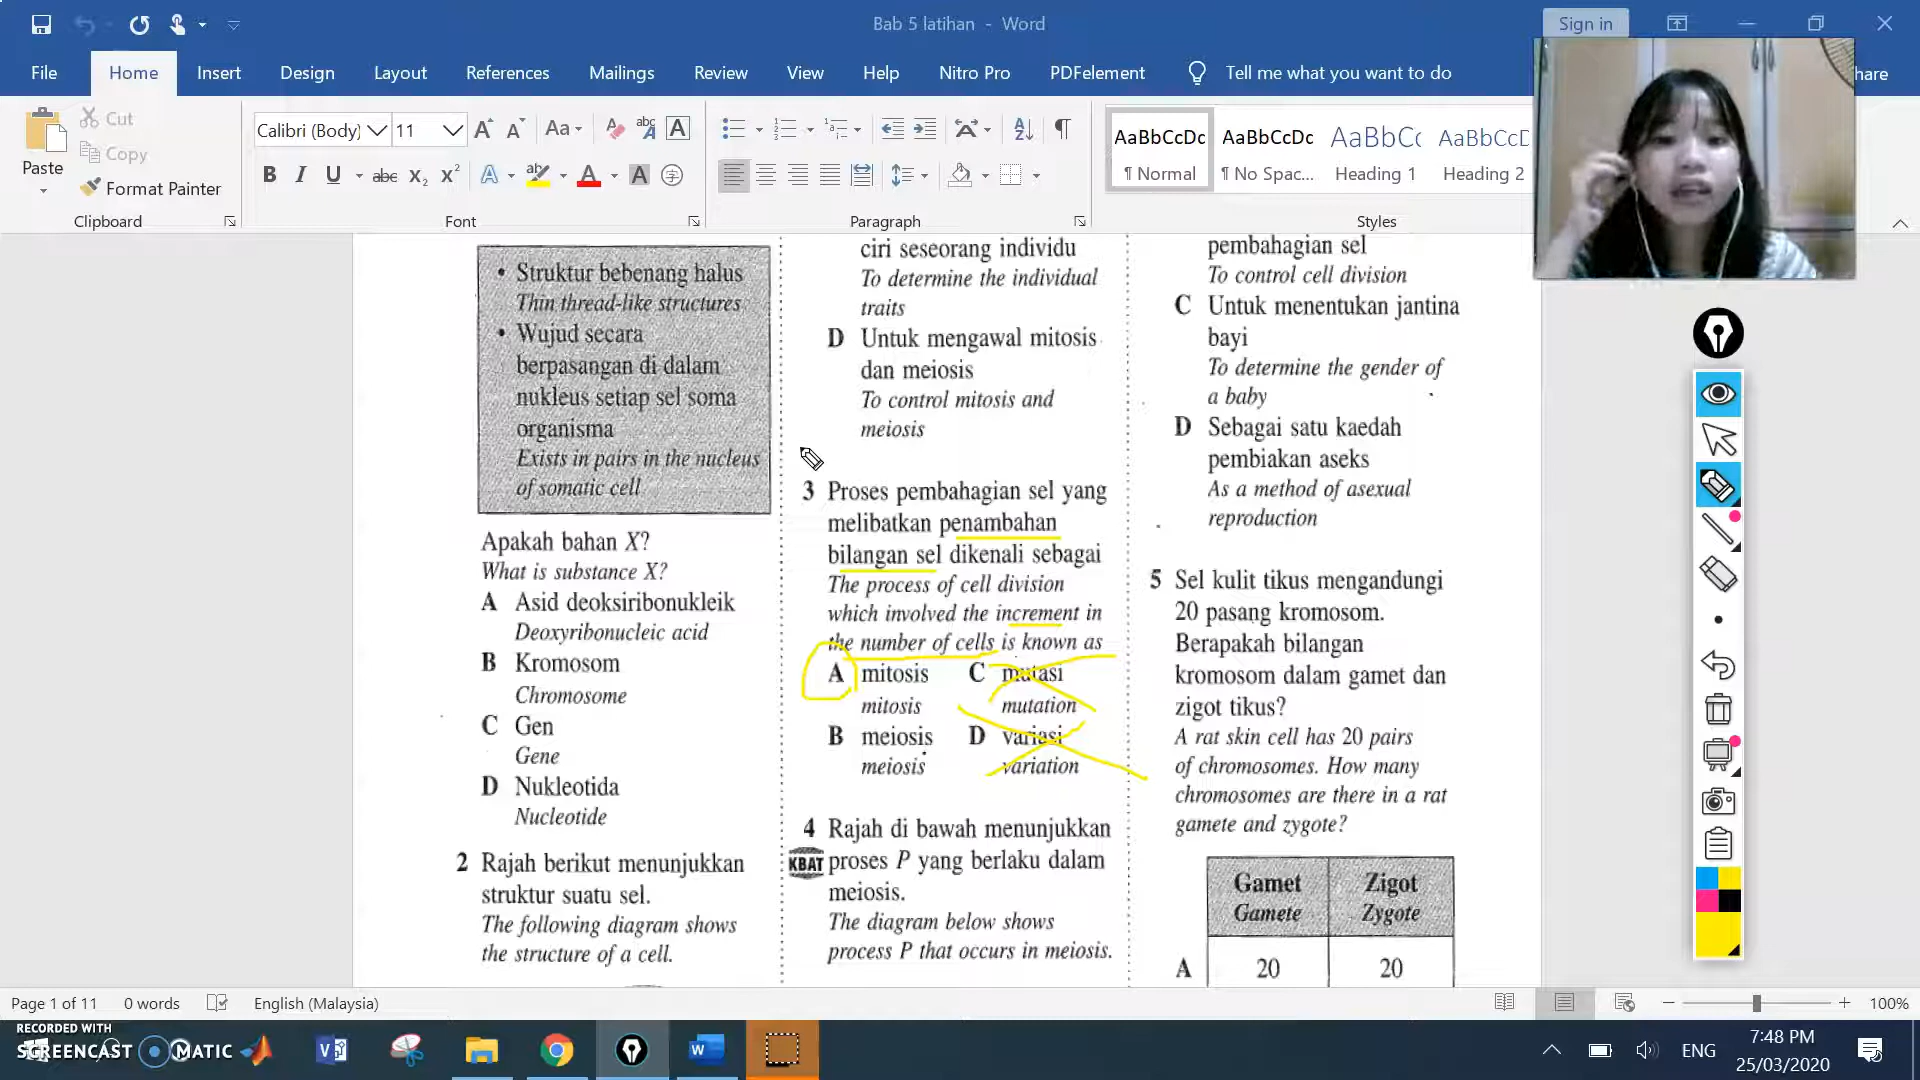 Bab 5 latihan - Word
Sign in
File
Home
Insert
Design
Layout
References
Mailings
Review
View
Help
Nitro Pro
PDFelement
Tell me what you want to do
hare
Paste
Cut
Copy
Format Painter
Clipboard
Calibri (Body)
11
Font
Paragraph
AaBbCcDc
¶ Normal
AaBbCcDc
¶ No Spac...
AaBbCc
Heading 1
AaBbCcD
Heading 2
Styles
• Struktur bebenang halus
Thin thread-like structures
• Wujud secara
berpasangan di dalam
nukleus setiap sel soma
organisma
Exists in pairs in the nucleus
of somatic cell
Apakah bahan X?
What is substance X?
A Asid deoksiribonukleik
Deoxyribonucleic acid
B Kromosom
Chromosome
C Gen
Gene
D Nukleotida
Nucleotide
2 Rajah berikut menunjukkan
struktur suatu sel.
The following diagram shows
the structure of a cell.
ciri seseorang individu
To determine the individual
traits
D Untuk mengawal mitosis
dan meiosis
To control mitosis and
meiosis
3 Proses pembahagian sel yang
melibatkan penambahan
bilangan sel dikenali sebagai
The process of cell division
which involved the increment in
the number of cells is known as
A mitosis C mutasi
mitosis mutation
B meiosis D variasi
meiosis variation
4 Rajah di bawah menunjukkan
KBAT proses P yang berlaku dalam
meiosis.
The diagram below shows
process P that occurs in meiosis.
pembahagian sel
To control cell division
C Untuk menentukan jantina
bayi
To determine the gender of
a baby
D Sebagai satu kaedah
pembiakan aseks
As a method of asexual
reproduction
5 Sel kulit tikus mengandungi
20 pasang kromosom.
Berapakah bilangan
kromosom dalam gamet dan
zigot tikus?
A rat skin cell has 20 pairs
of chromosomes. How many
chromosomes are there in a rat
gamete and zygote?
Gamet Zigot
Gamete Zygote
A 20 20
Page 1 of 11
0 words
English (Malaysia)
100%
RECORDED WITH
SCREENCAST MATIC
ENG
7:48 PM
25/03/2020